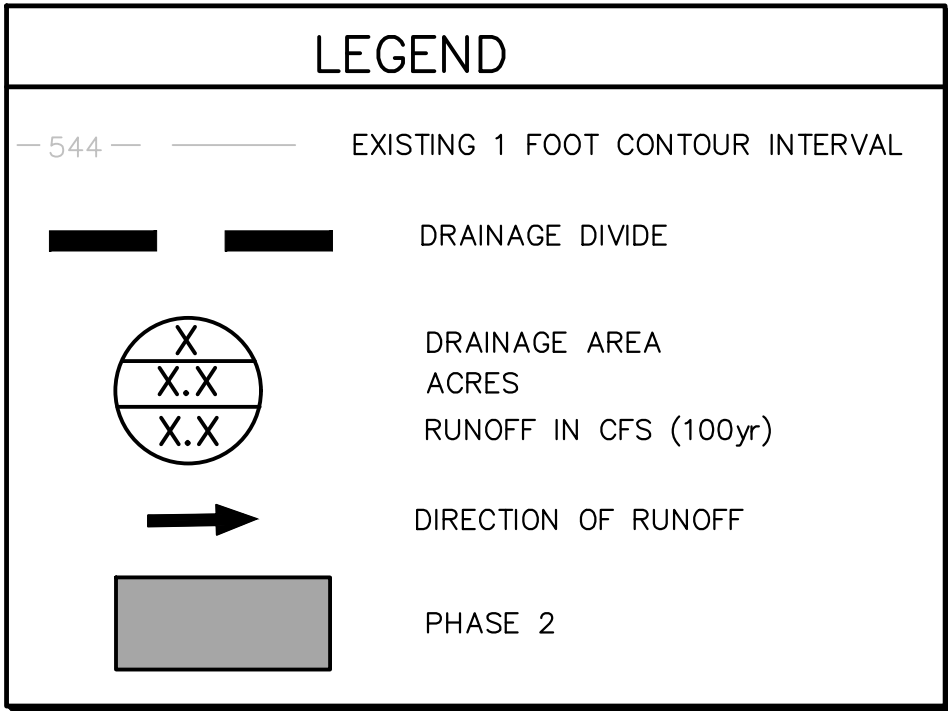 LEGEND
544 EXISTING 1 FOOT CONTOUR INTERVAL
DRAINAGE DIVIDE
X DRAINAGE AREA
X.X ACRES
X.X RUNOFF IN CFS (100yr)
DIRECTION OF RUNOFF
PHASE 2